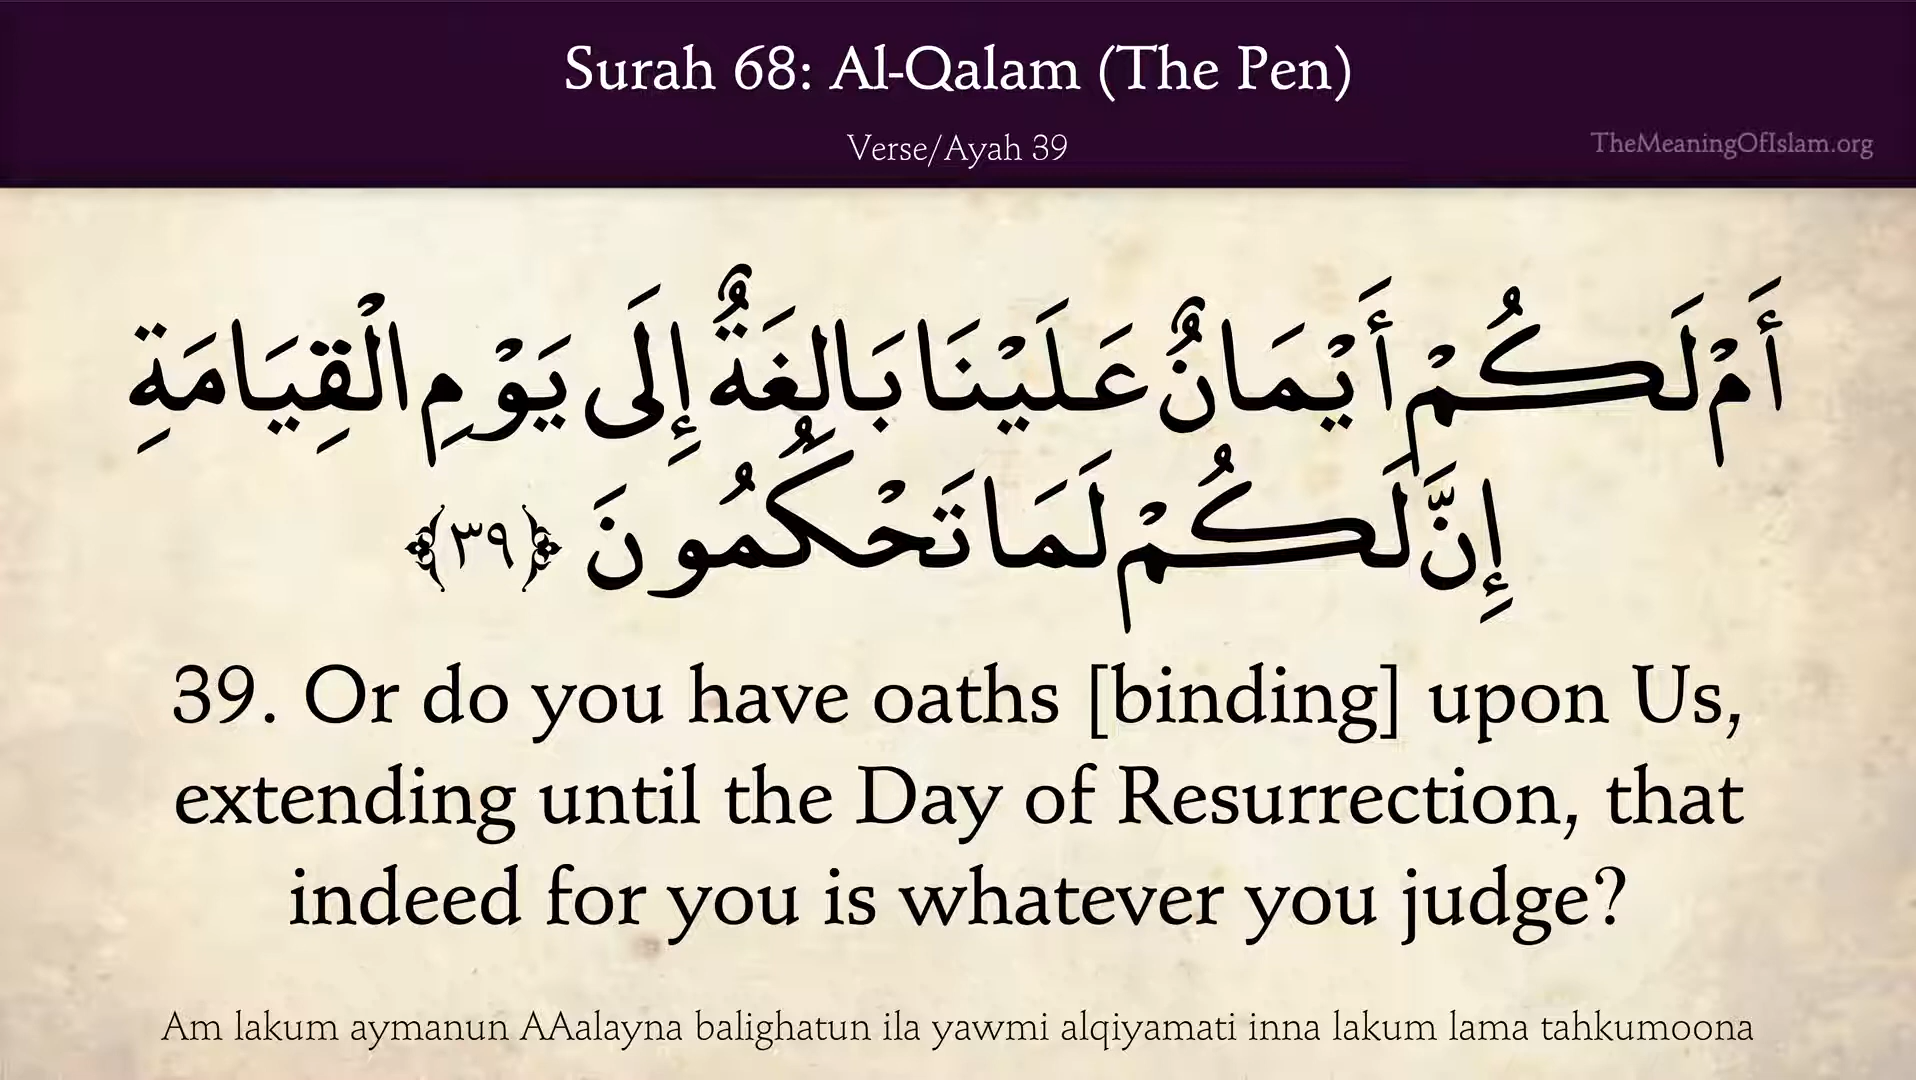 Surah 68: Al-Qalam (The Pen)
Verse/Ayah 39
TheMeaningOfIslam.org
أَمْ لَكُمْ أَيْمَانٌ عَلَيْنَا بَالِغَةٌ إِلَى يَوْمِ الْقِيَامَةِ
إِنَّ لَكُمْ لَمَا تَحْكُمُونَ ﴿٣٩﴾
39. Or do you have oaths [binding] upon Us,
extending until the Day of Resurrection, that
indeed for you is whatever you judge?
Am lakum aymanun AAalayna balighatun ila yawmi alqiyamati inna lakum lama tahkumoona